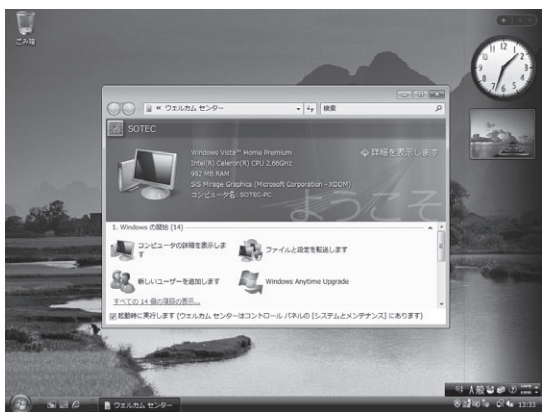 ごみ箱
ウェルカム センター
検索
SOTEC
Windows Vista™ Home Premium
Intel(R) Celeron(R) CPU 2.66GHz
992 MB RAM
SiS Mirage Graphics (Microsoft Corporation - XDDM)
コンピュータ名: SOTEC-PC
詳細を表示します
ようこそ
1. Windows の開始 (14)
コンピュータの詳細を表示しま
す
ファイルと設定を転送します
新しいユーザーを追加します
Windows Anytime Upgrade
すべての 14 個の項目の表示...
起動時に実行します (ウェルカム センターはコントロール パネルの [システムとメンテナンス] にあります)
A 般
ウェルカム センター
13:33